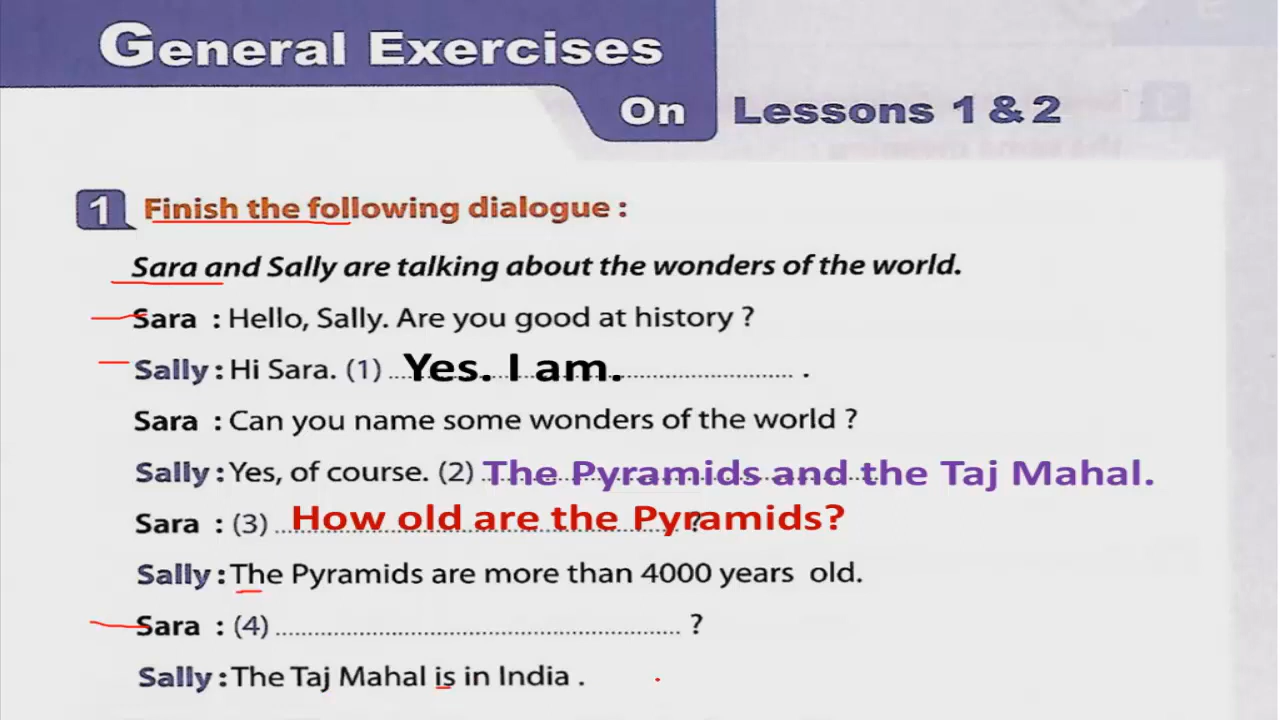 General Exercises
On Lessons 1 & 2
1 Finish the following dialogue :
Sara and Sally are talking about the wonders of the world.
Sara : Hello, Sally. Are you good at history ?
Sally : Hi Sara. (1) Yes. I am. .
Sara : Can you name some wonders of the world ?
Sally : Yes, of course. (2) The Pyramids and the Taj Mahal.
Sara : (3) How old are the Pyramids? ?
Sally : The Pyramids are more than 4000 years old.
Sara : (4) ........................................ ?
Sally : The Taj Mahal is in India .